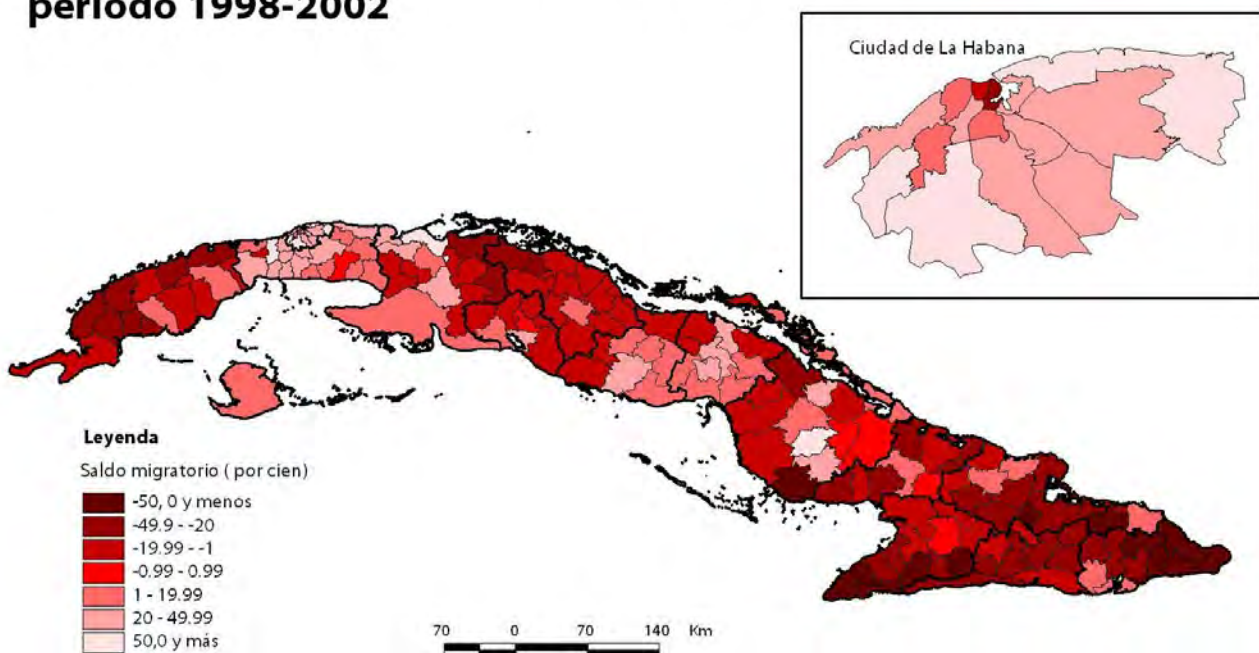 período 1998-2002
Ciudad de La Habana
Leyenda
Saldo migratorio ( por cien)
-50, 0 y menos
-49.9 - -20
-19.99 - -1
-0.99 - 0.99
1 - 19.99
20 - 49.99
50,0 y más
70 0 70 140 Km